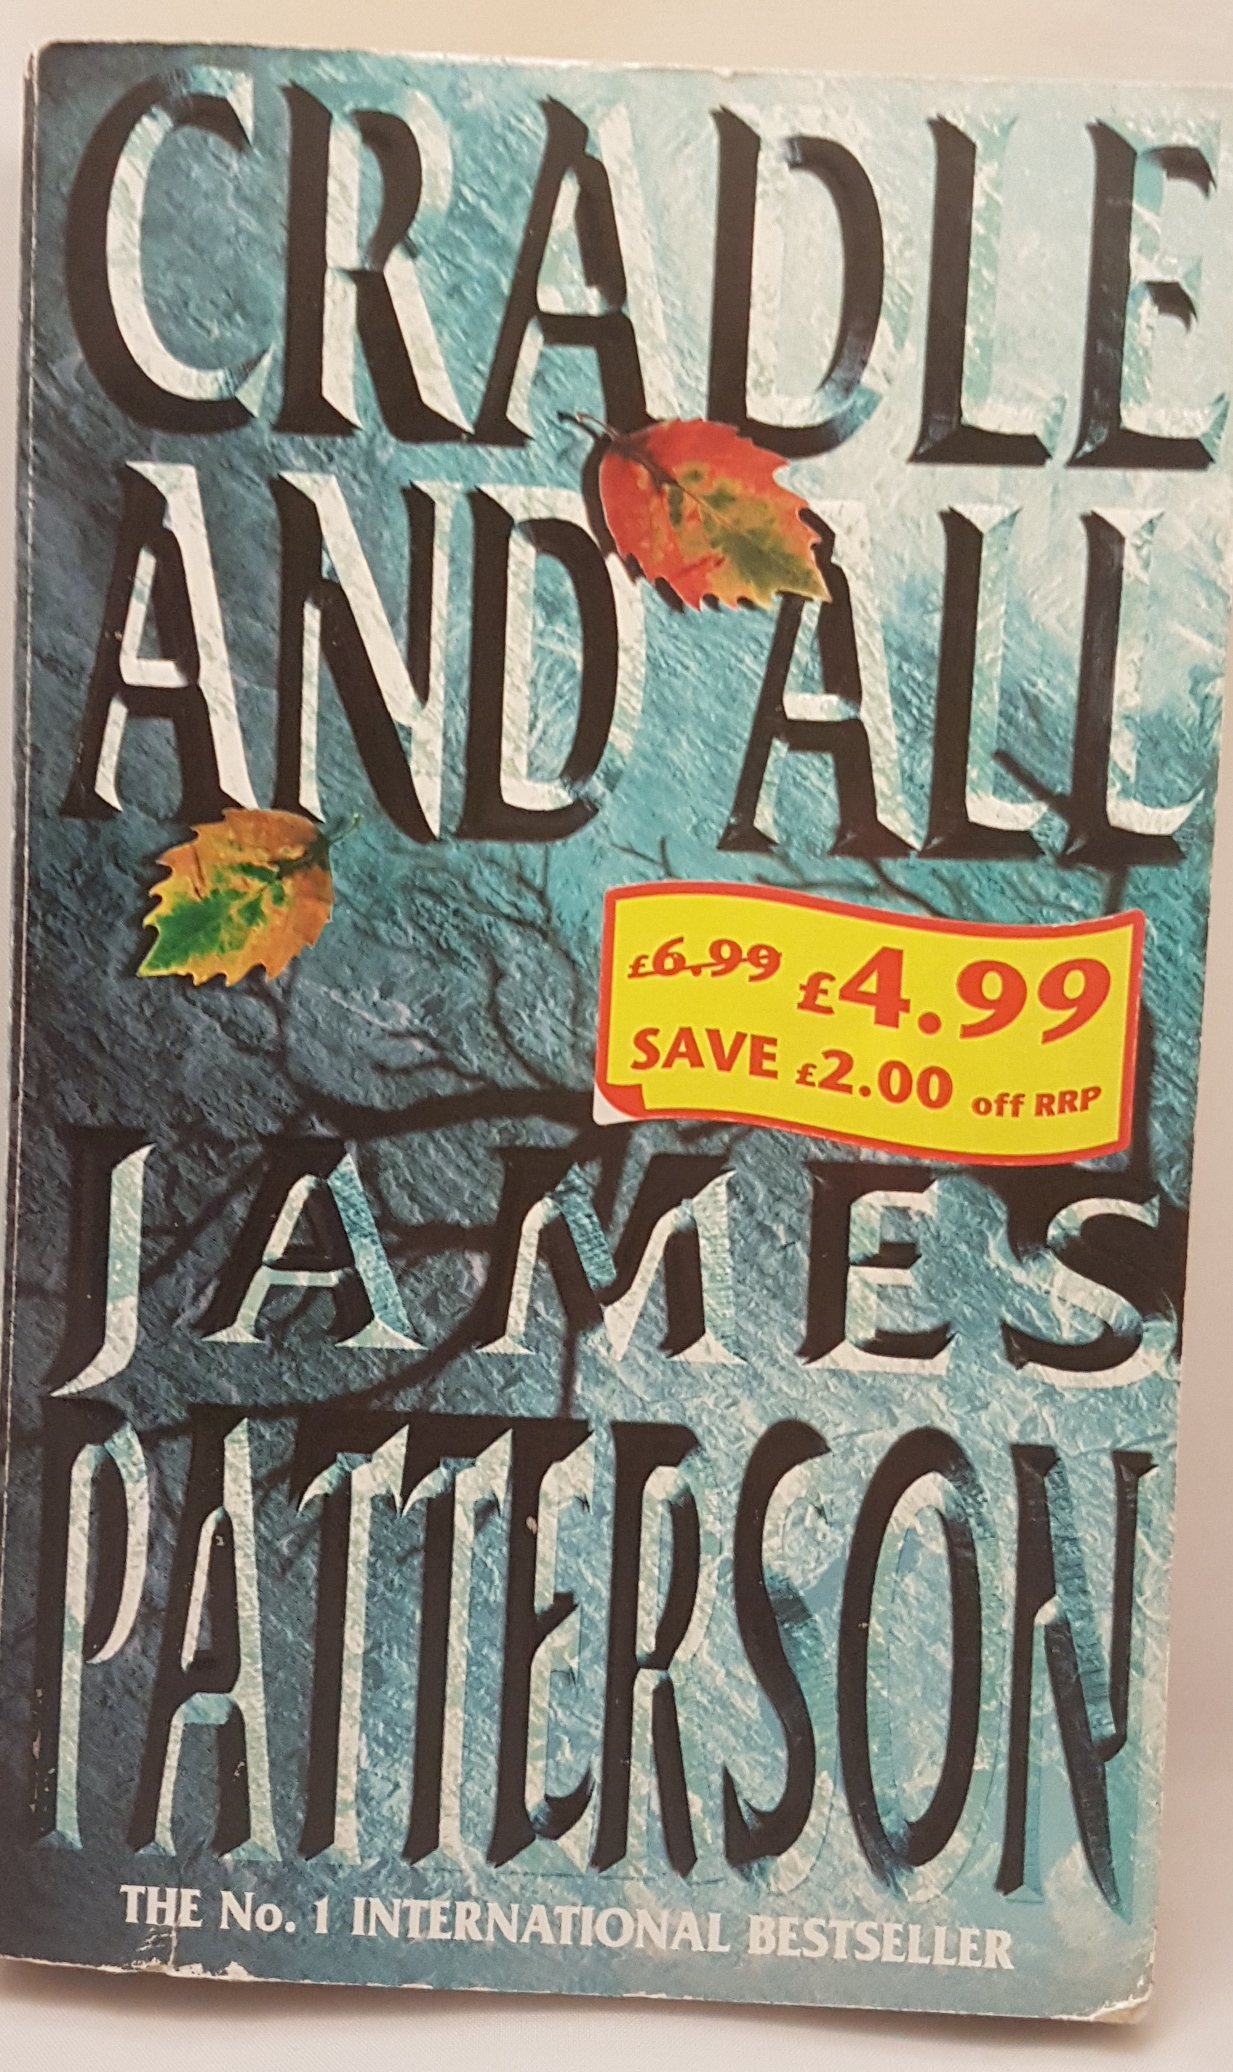 CRADLE
AND ALL
£6.99 £4.99
SAVE £2.00 off RRP
JAMES
PATTERSON
THE No. 1 INTERNATIONAL BESTSELLER